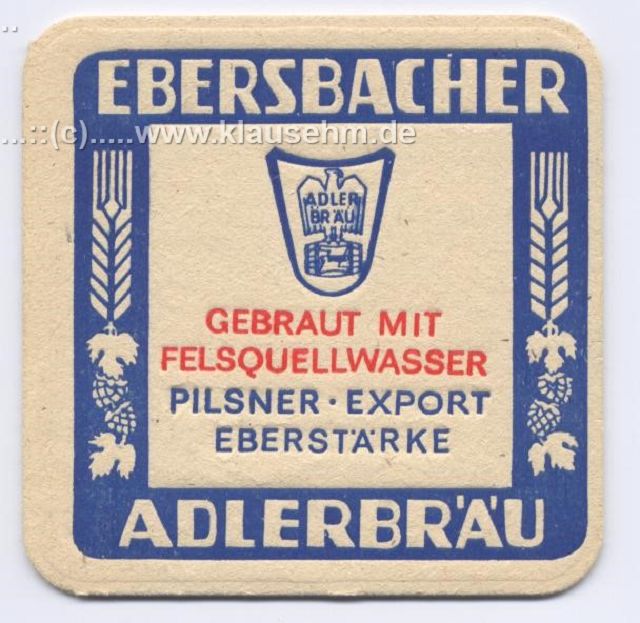 ..
EBERSBACHER
...::(c).....www.klausehm.de
ADLER
BRÄU
GEBRAUT MIT
FELSQUELLWASSER
PILSNER · EXPORT
EBERSTÄRKE
ADLERBRÄU